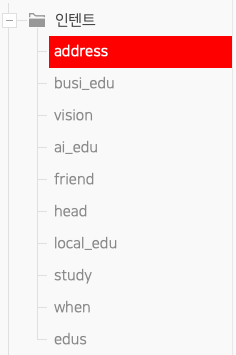 인텐트
address
busi_edu
vision
ai_edu
friend
head
local_edu
study
when
edus